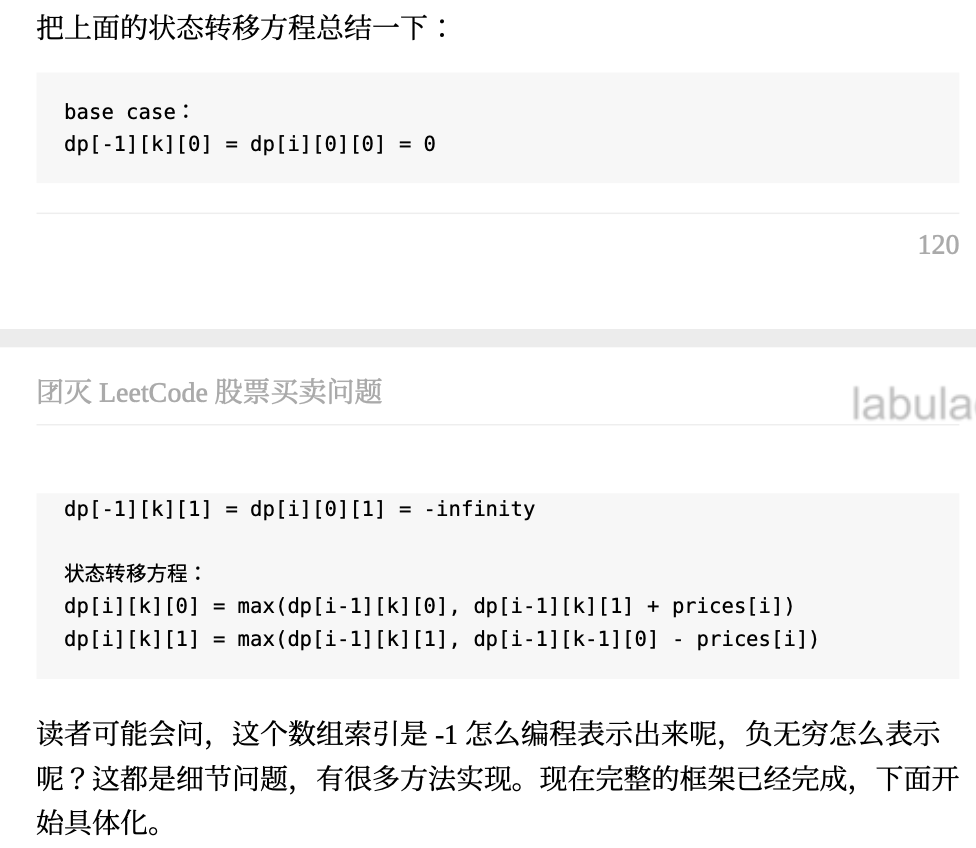 把上面的状态转移方程总结一下：
base case：
dp[-1][k][0] = dp[i][0][0] = 0
120
团灭 LeetCode 股票买卖问题
labula
dp[-1][k][1] = dp[i][0][1] = -infinity
状态转移方程：
dp[i][k][0] = max(dp[i-1][k][0], dp[i-1][k][1] + prices[i])
dp[i][k][1] = max(dp[i-1][k][1], dp[i-1][k-1][0] - prices[i])
读者可能会问，这个数组索引是 -1 怎么编程表示出来呢，负无穷怎么表示
呢？这都是细节问题，有很多方法实现。现在完整的框架已经完成，下面开
始具体化。